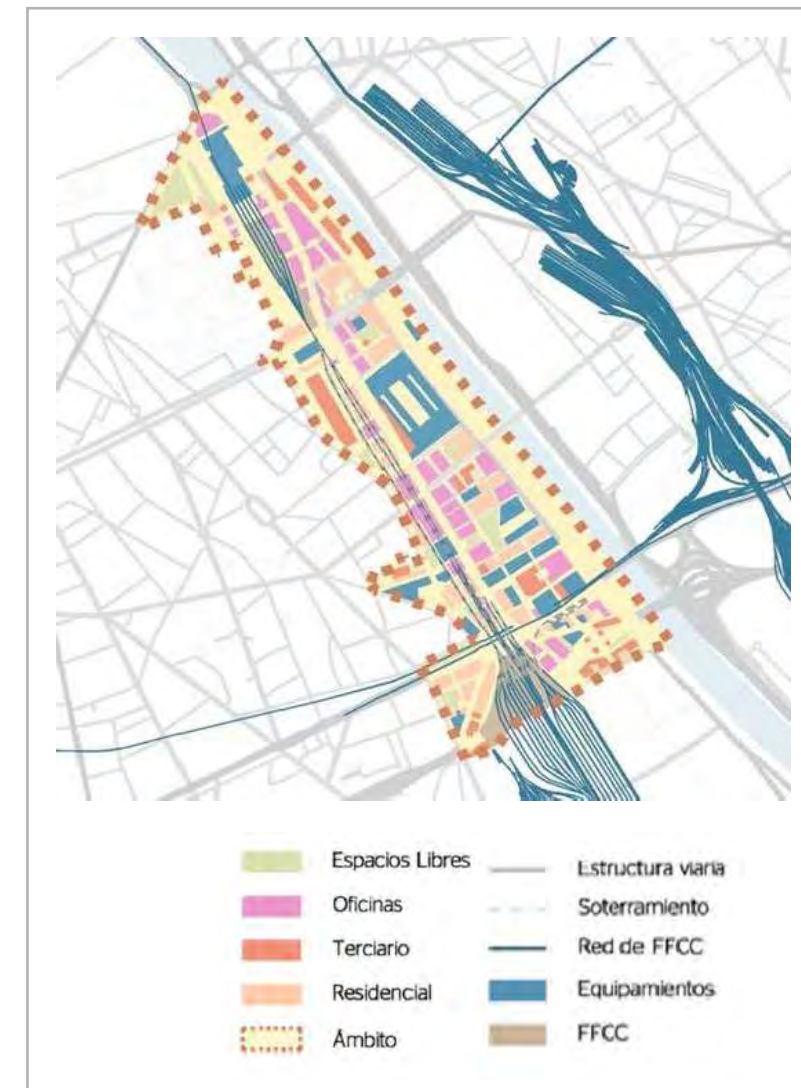 Espacios Libres
Oficinas
Terciario
Residencial
Ámbito
Estructura viaria
Soterramiento
Red de FFCC
Equipamientos
FFCC